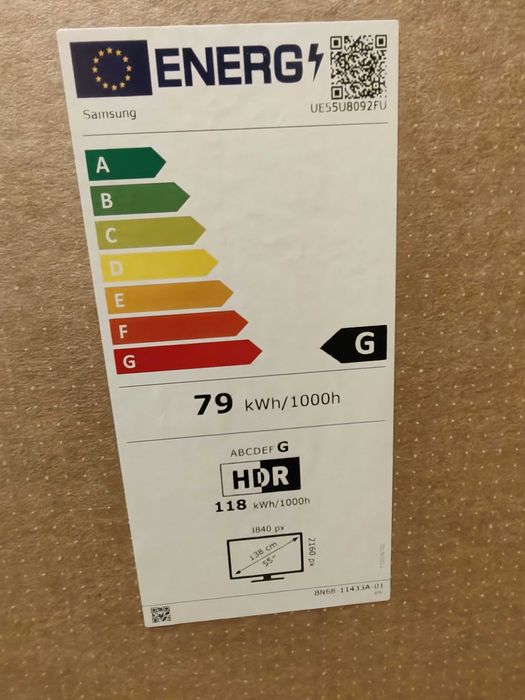 ENERG
Samsung
UE55U8092FU
A
B
C
D
E
F
G
G
79 kWh/1000h
ABCDEF G
HDR
118 kWh/1000h
3840 px
138 cm
55"
2160 px
BN68-11433A-01